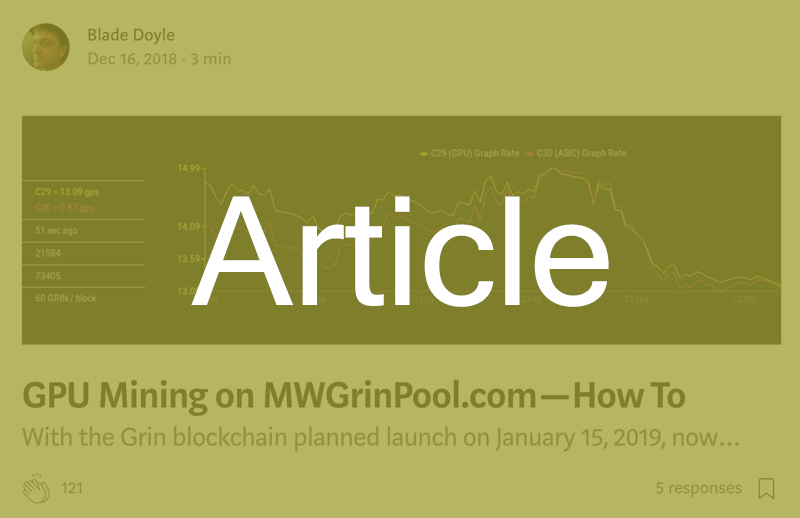 Blade Doyle
Dec 16, 2018 · 3 min
C29 (GPU) Graph Rate C30 (ASIC) Graph Rate
14.99
C29 = 13.09 gps
C30 = 0.67 gps
51 sec ago
14.09
21584
13.59
73405
60 GRIN / block
73366
Article
GPU Mining on MWGrinPool.com—How To
With the Grin blockchain planned launch on January 15, 2019, now…
121
5 responses